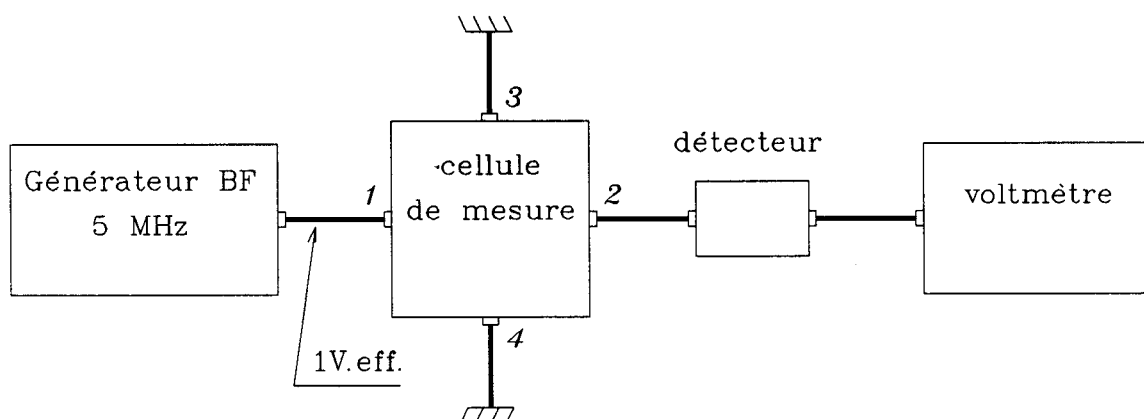 3
détecteur
Générateur BF
5 MHz
1
cellule
de mesure
2
voltmètre
4
1V.eff.